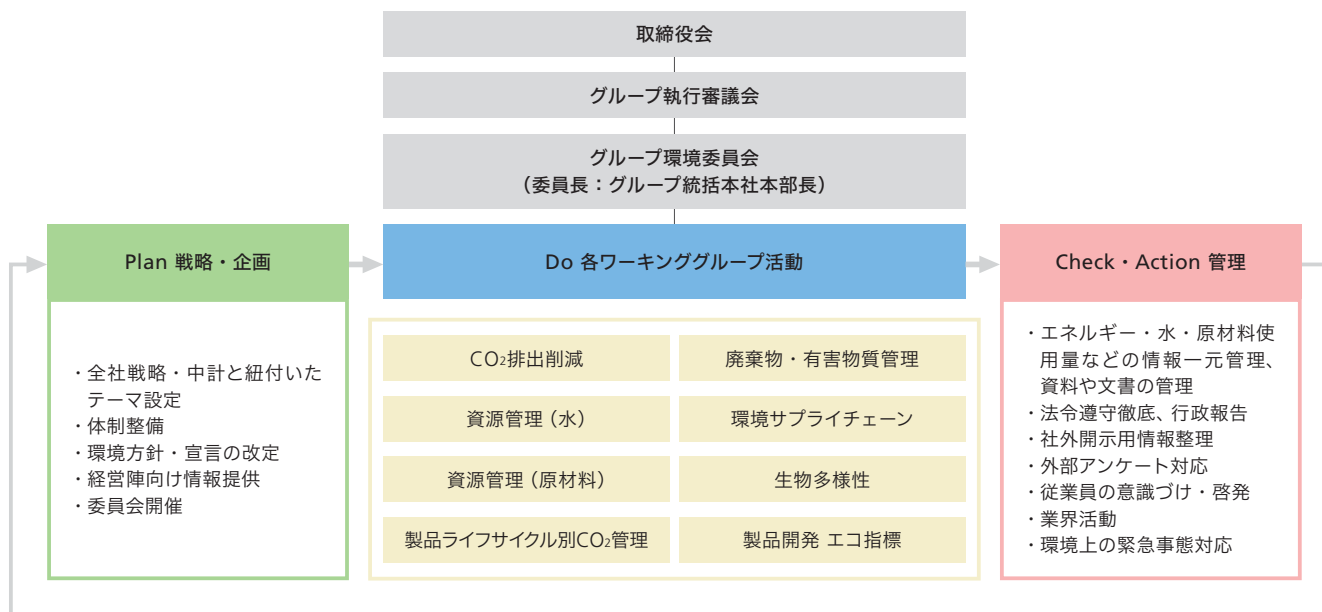 取締役会
グループ執行審議会
グループ環境委員会
（委員長：グループ統括本社本部長）
Plan 戦略・企画
・全社戦略・中計と紐付いた
テーマ設定
・体制整備
・環境方針・宣言の改定
・経営陣向け情報提供
・委員会開催
Do 各ワーキンググループ活動
CO₂排出削減
廃棄物・有害物質管理
資源管理（水）
環境サプライチェーン
資源管理（原材料）
生物多様性
製品ライフサイクル別CO₂管理
製品開発 エコ指標
Check・Action 管理
・エネルギー・水・原材料使
用量などの情報一元管理、
資料や文書の管理
・法令遵守徹底、行政報告
・社外開示用情報整理
・外部アンケート対応
・従業員の意識づけ・啓発
・業界活動
・環境上の緊急事態対応